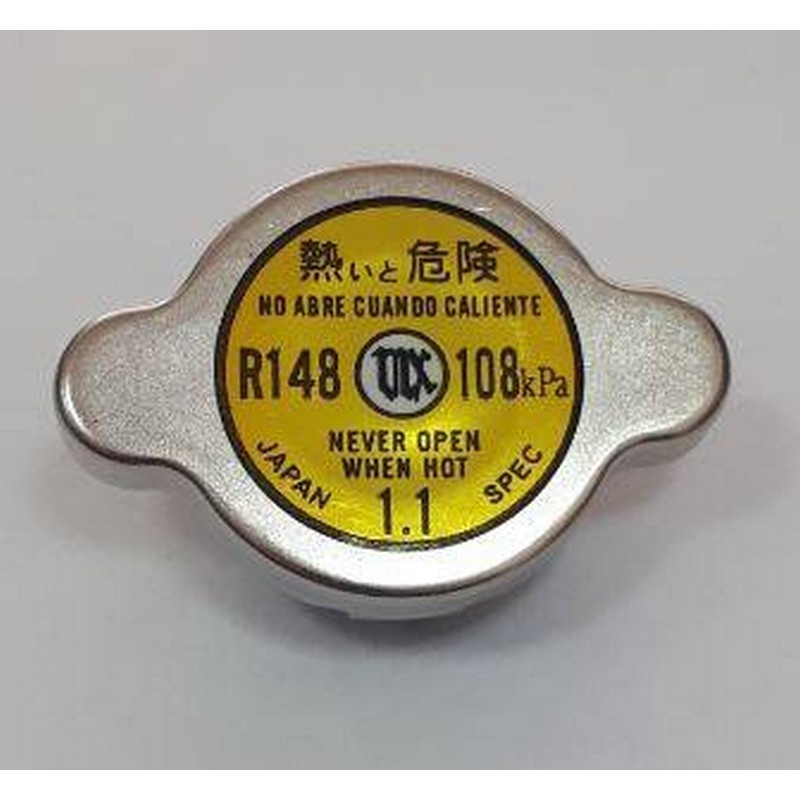 熱いと危険
NO ABRE CUANDO CALIENTE
R148 108kPa
NEVER OPEN
WHEN HOT
JAPAN 1.1 SPEC